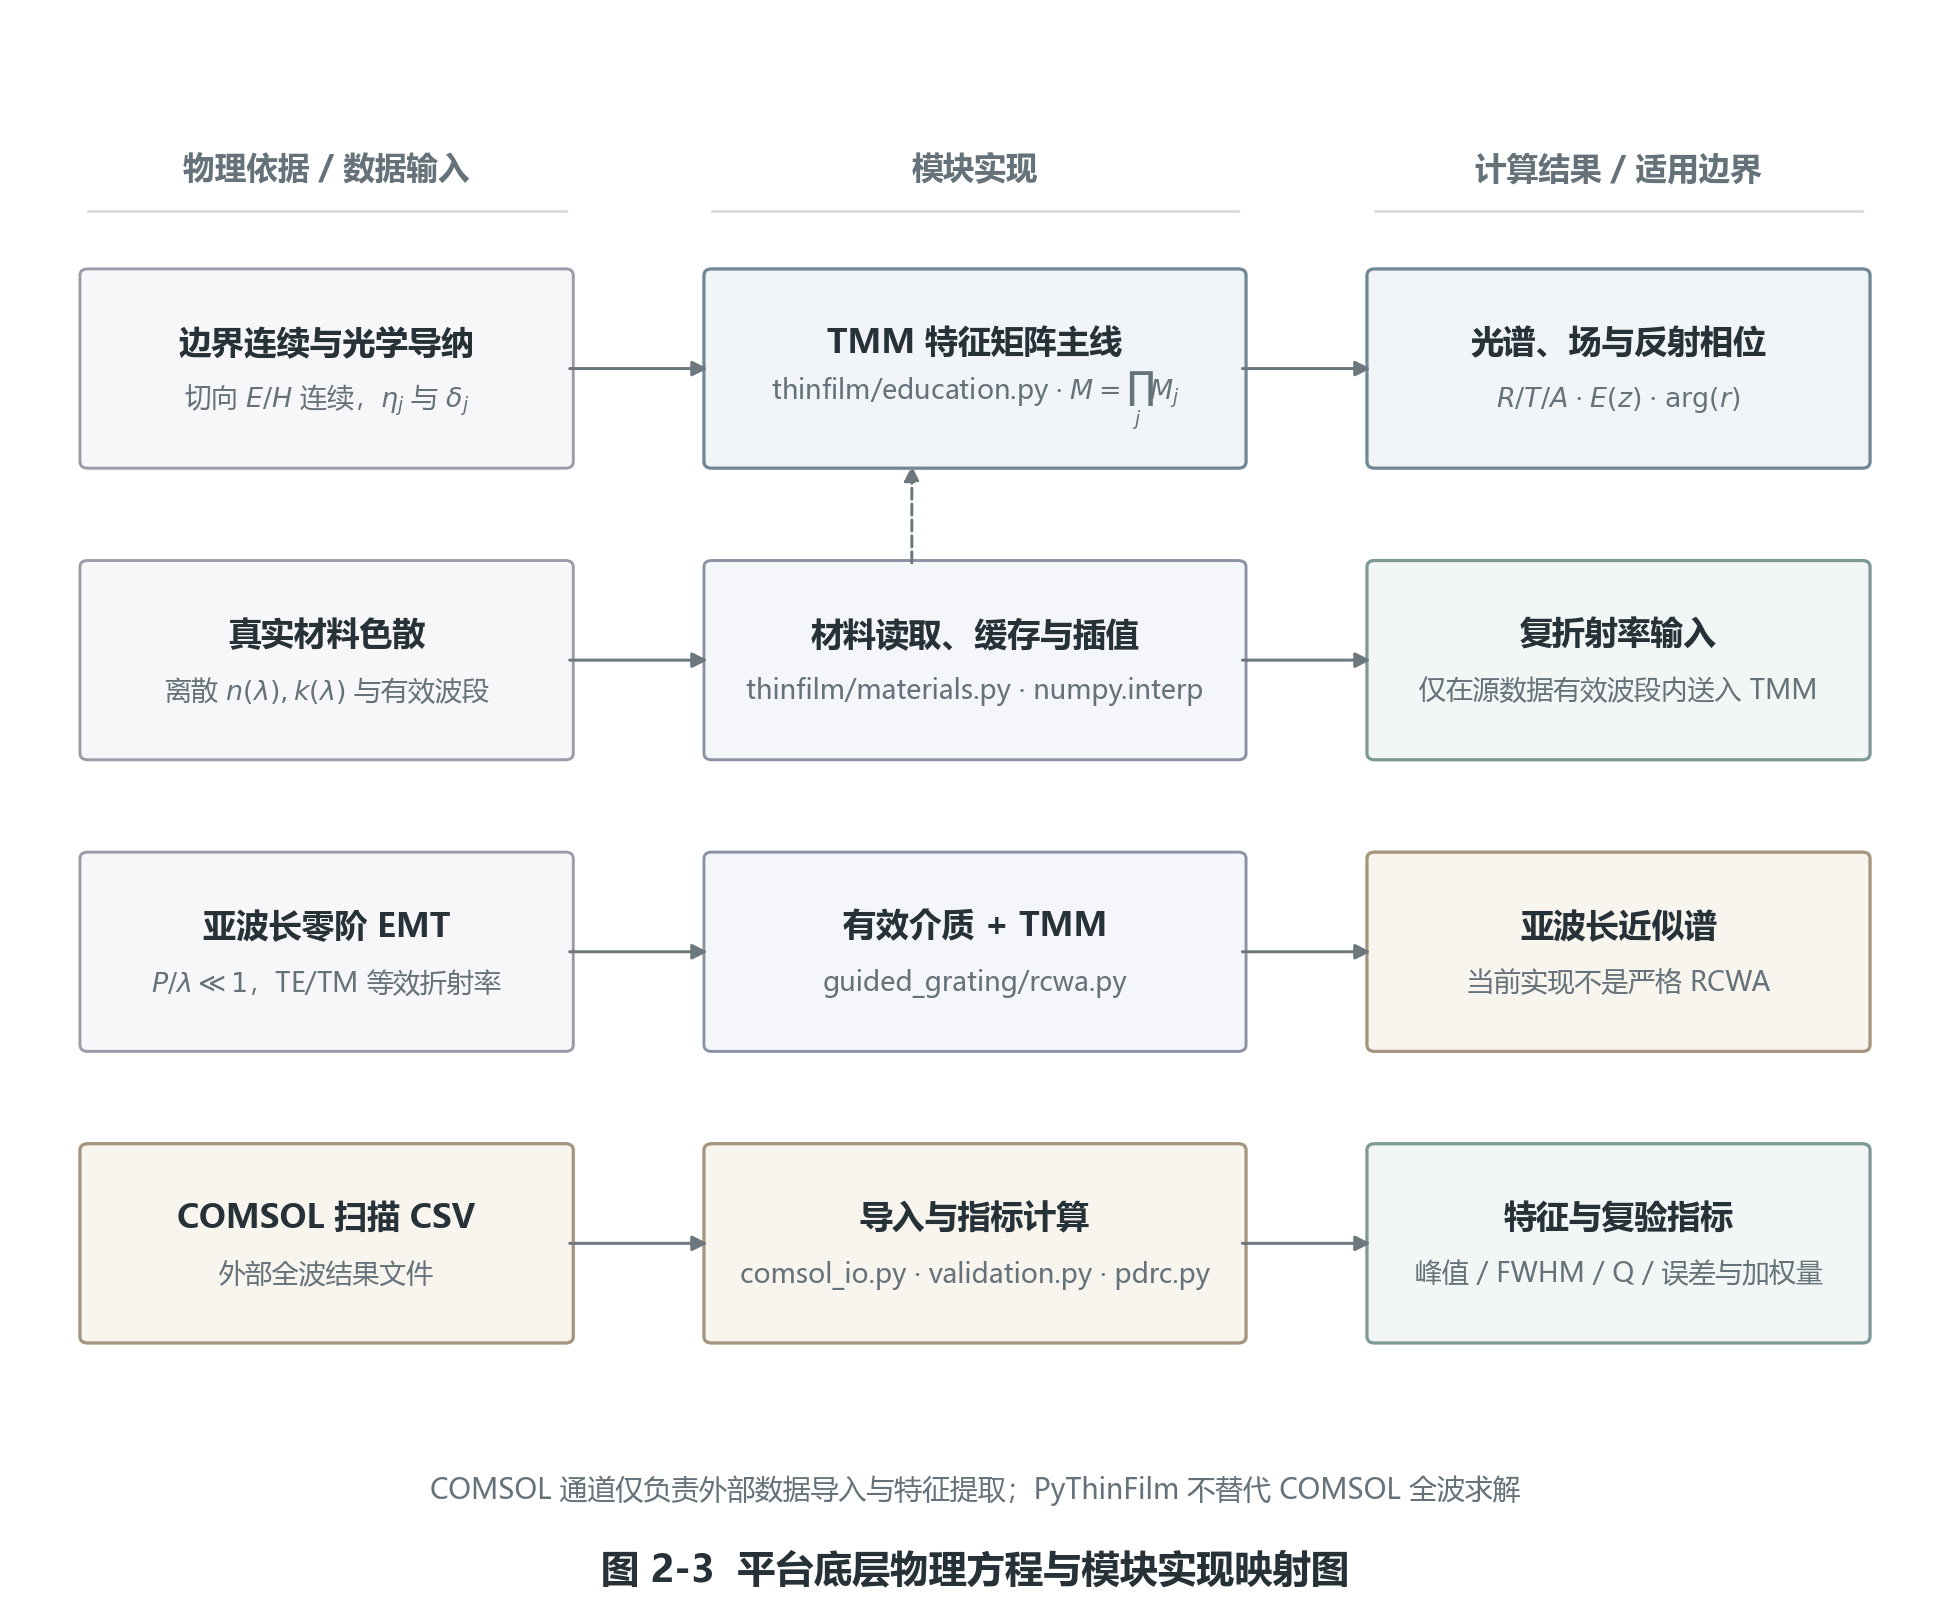 物理依据 / 数据输入
模块实现
计算结果 / 适用边界
边界连续与光学导纳
切向 E/H 连续，ηj 与 δj
TMM 特征矩阵主线
thinfilm/education.py · M = ∏j Mj
光谱、场与反射相位
R/T/A · E(z) · arg(r)
真实材料色散
离散 n(λ), k(λ) 与有效波段
材料读取、缓存与插值
thinfilm/materials.py · numpy.interp
复折射率输入
仅在源数据有效波段内送入 TMM
亚波长零阶 EMT
P/λ ≪ 1，TE/TM 等效折射率
有效介质 + TMM
guided_grating/rcwa.py
亚波长近似谱
当前实现不是严格 RCWA
COMSOL 扫描 CSV
外部全波结果文件
导入与指标计算
comsol_io.py · validation.py · pdrc.py
特征与复验指标
峰值 / FWHM / Q / 误差与加权量
COMSOL 通道仅负责外部数据导入与特征提取；PyThinFilm 不替代 COMSOL 全波求解
图 2-3 平台底层物理方程与模块实现映射图